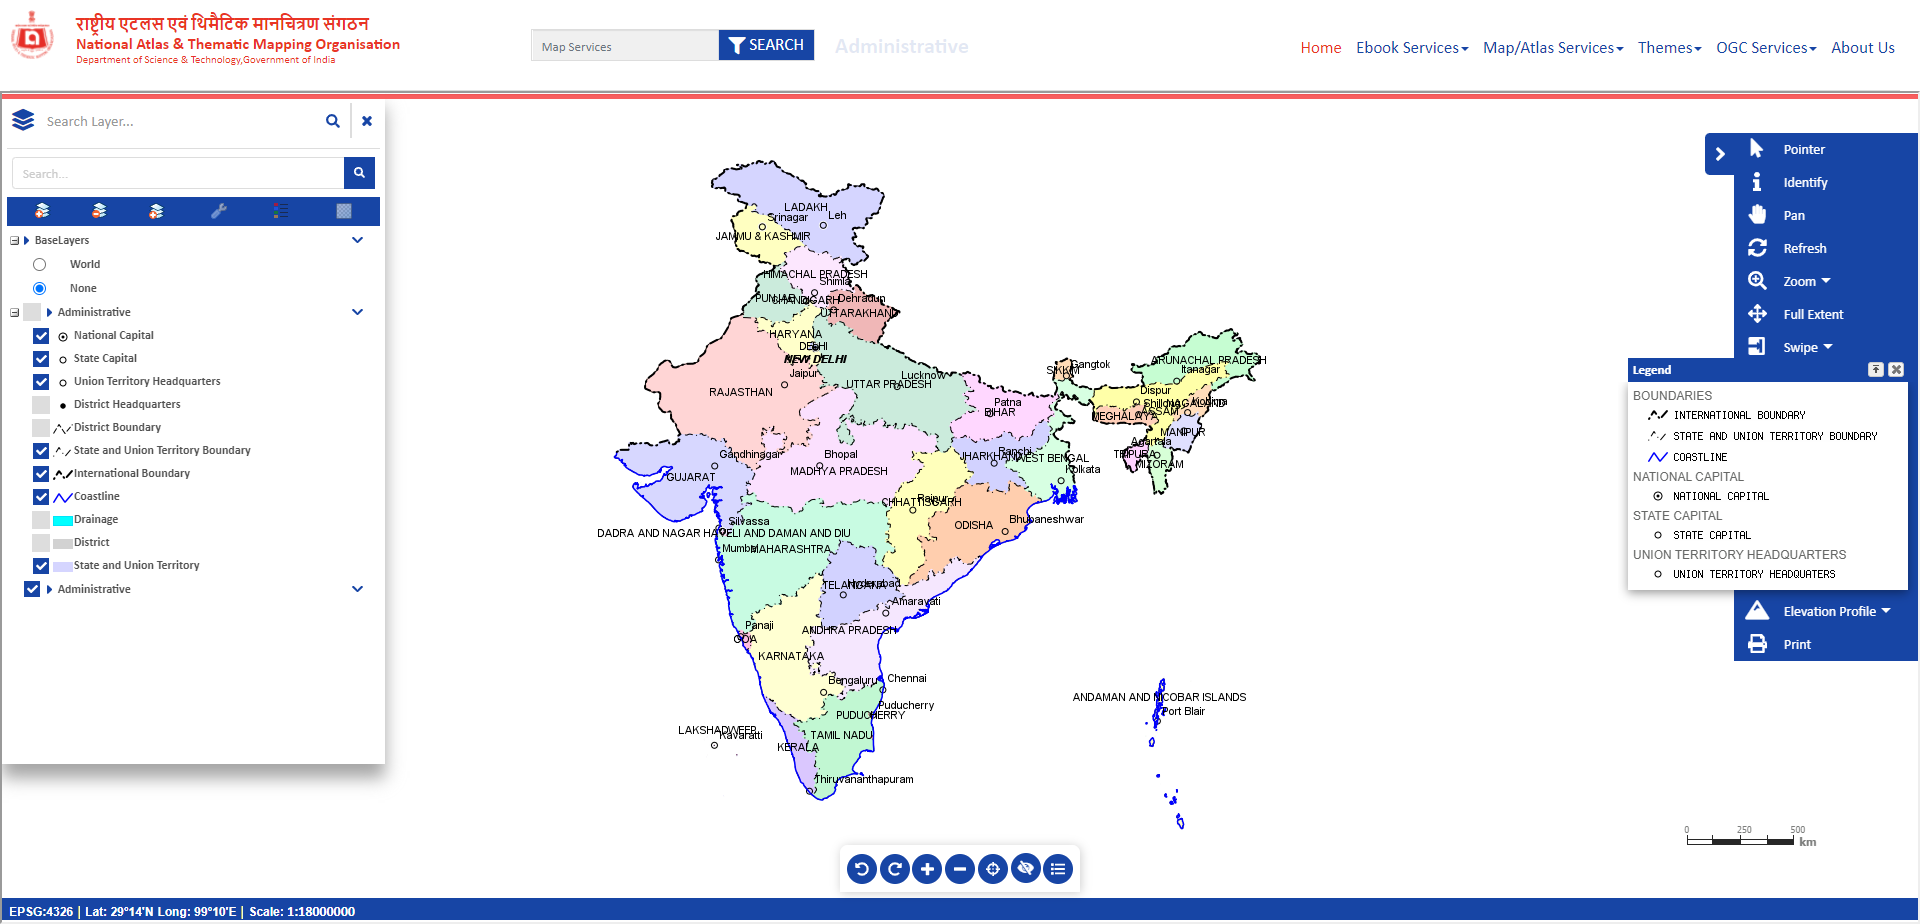 राष्ट्रीय एटलस एवं थिमैटिक मानचित्रण संगठन
National Atlas & Thematic Mapping Organisation
Department of Science & Technology,Government of India
Map Services
SEARCH
Administrative
Home
Ebook Services
Map/Atlas Services
Themes
OGC Services
About Us
Search Layer...
Search...
BaseLayers
World
None
Administrative
National Capital
State Capital
Union Territory Headquarters
District Headquarters
District Boundary
State and Union Territory Boundary
International Boundary
Coastline
Drainage
District
State and Union Territory
Administrative
LADAKH
Srinagar
Leh
JAMMU & KASHMIR
HIMACHAL PRADESH
Shimla
PUNJAB
CHANDIGARH
Dehradun
UTTARAKHAND
HARYANA
DELHI
NEW DELHI
Jaipur
RAJASTHAN
Lucknow
UTTAR PRADESH
Gangtok
SIKKIM
ARUNACHAL PRADESH
Itanagar
Dispur
Shillong
NAGALAND
Kohima
MEGHALAYA
ASSAM
Patna
BIHAR
MANIPUR
Agartala
TRIPURA
MIZORAM
Gandhinagar
GUJARAT
Bhopal
MADHYA PRADESH
JHARKHAND
Ranchi
WEST BENGAL
Kolkata
CHHATTISGARH
Raipur
ODISHA
Bhubaneshwar
Silvassa
DADRA AND NAGAR HAVELI AND DAMAN AND DIU
Mumbai
MAHARASHTRA
TELANGANA
Hyderabad
Amaravati
ANDHRA PRADESH
Panaji
GOA
KARNATAKA
Bengaluru
Chennai
Puducherry
PUDUCHERRY
LAKSHADWEEP
Kavaratti
KERALA
TAMIL NADU
Thiruvananthapuram
ANDAMAN AND NICOBAR ISLANDS
Port Blair
Pointer
Identify
Pan
Refresh
Zoom
Full Extent
Swipe
Legend
BOUNDARIES
INTERNATIONAL BOUNDARY
STATE AND UNION TERRITORY BOUNDARY
COASTLINE
NATIONAL CAPITAL
NATIONAL CAPITAL
STATE CAPITAL
STATE CAPITAL
UNION TERRITORY HEADQUARTERS
UNION TERRITORY HEADQUATERS
Elevation Profile
Print
0 250 500
km
EPSG:4326 | Lat: 29°14'N Long: 99°10'E | Scale: 1:18000000